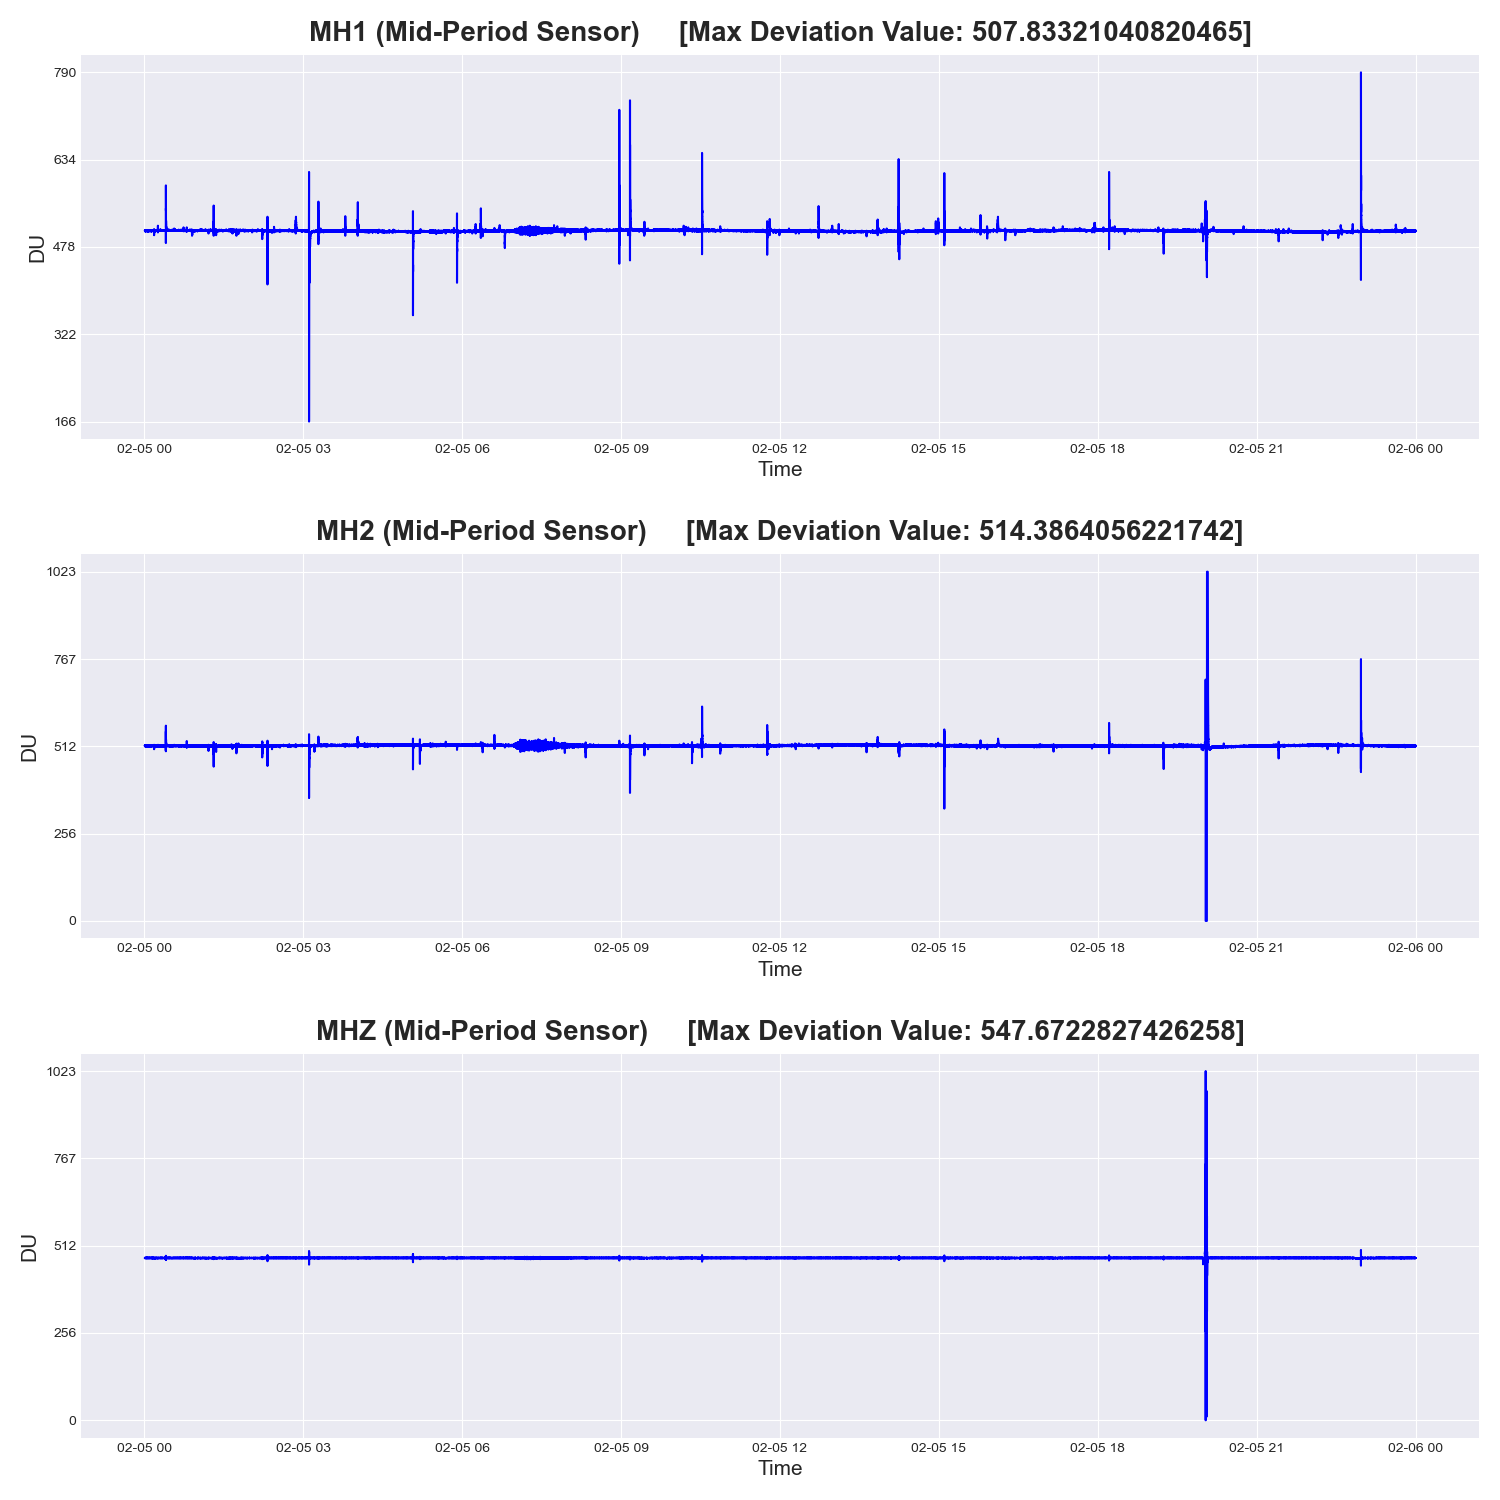 MH1 (Mid-Period Sensor) [Max Deviation Value: 507.83321040820465]
790
634
478
322
166
DU
02-05 00 02-05 03 02-05 06 02-05 09 02-05 12 02-05 15 02-05 18 02-05 21 02-06 00
Time
MH2 (Mid-Period Sensor) [Max Deviation Value: 514.3864056221742]
1023
767
512
256
0
DU
02-05 00 02-05 03 02-05 06 02-05 09 02-05 12 02-05 15 02-05 18 02-05 21 02-06 00
Time
MHZ (Mid-Period Sensor) [Max Deviation Value: 547.6722827426258]
1023
767
512
256
0
DU
02-05 00 02-05 03 02-05 06 02-05 09 02-05 12 02-05 15 02-05 18 02-05 21 02-06 00
Time